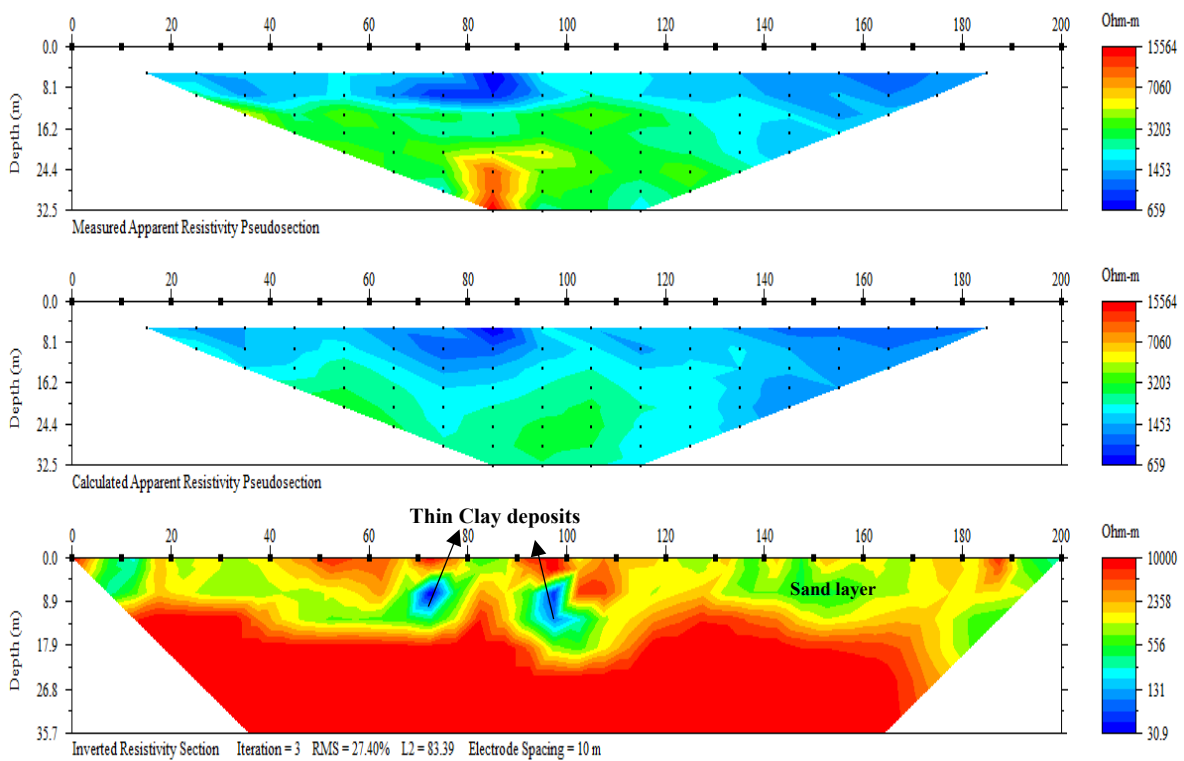 0 20 40 60 80 100 120 140 160 180 200 Ohm-m
0.0 15564
8.1 7060
16.2 3203
24.4 1453
32.5 659
Depth (m)
Measured Apparent Resistivity Pseudosection
0 20 40 60 80 100 120 140 160 180 200 Ohm-m
0.0 15564
8.1 7060
16.2 3203
24.4 1453
32.5 659
Depth (m)
Calculated Apparent Resistivity Pseudosection
Thin Clay deposits
0 20 40 60 80 100 120 140 160 180 200 Ohm-m
0.0 10000
Sand layer
8.9 2358
17.9 556
26.8 131
35.7 30.9
Depth (m)
Inverted Resistivity Section Iteration = 3 RMS = 27.40% L2 = 83.39 Electrode Spacing = 10 m